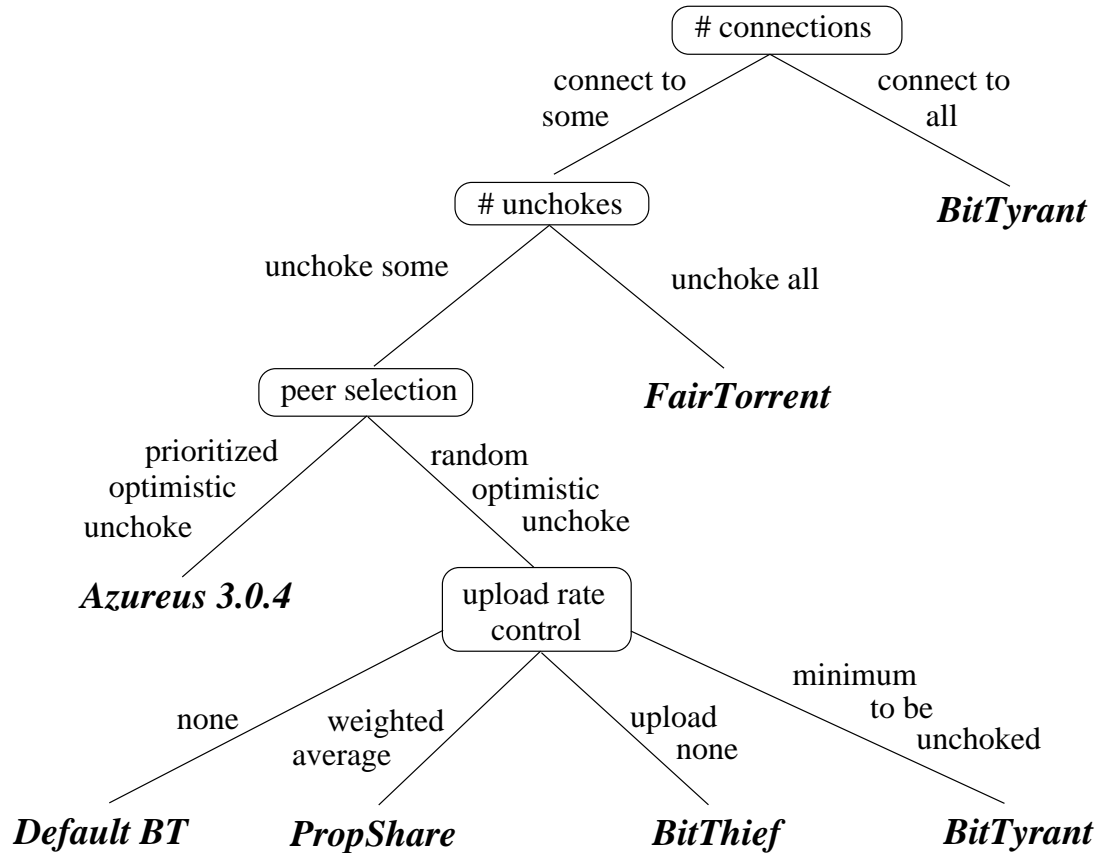 # connections
connect to
some
connect to
all
BitTyrant
# unchokes
unchoke some
unchoke all
FairTorrent
peer selection
prioritized
optimistic
unchoke
random
optimistic
unchoke
Azureus 3.0.4
upload rate
control
none
weighted
average
upload
none
minimum
to be
unchoked
Default BT
PropShare
BitThief
BitTyrant